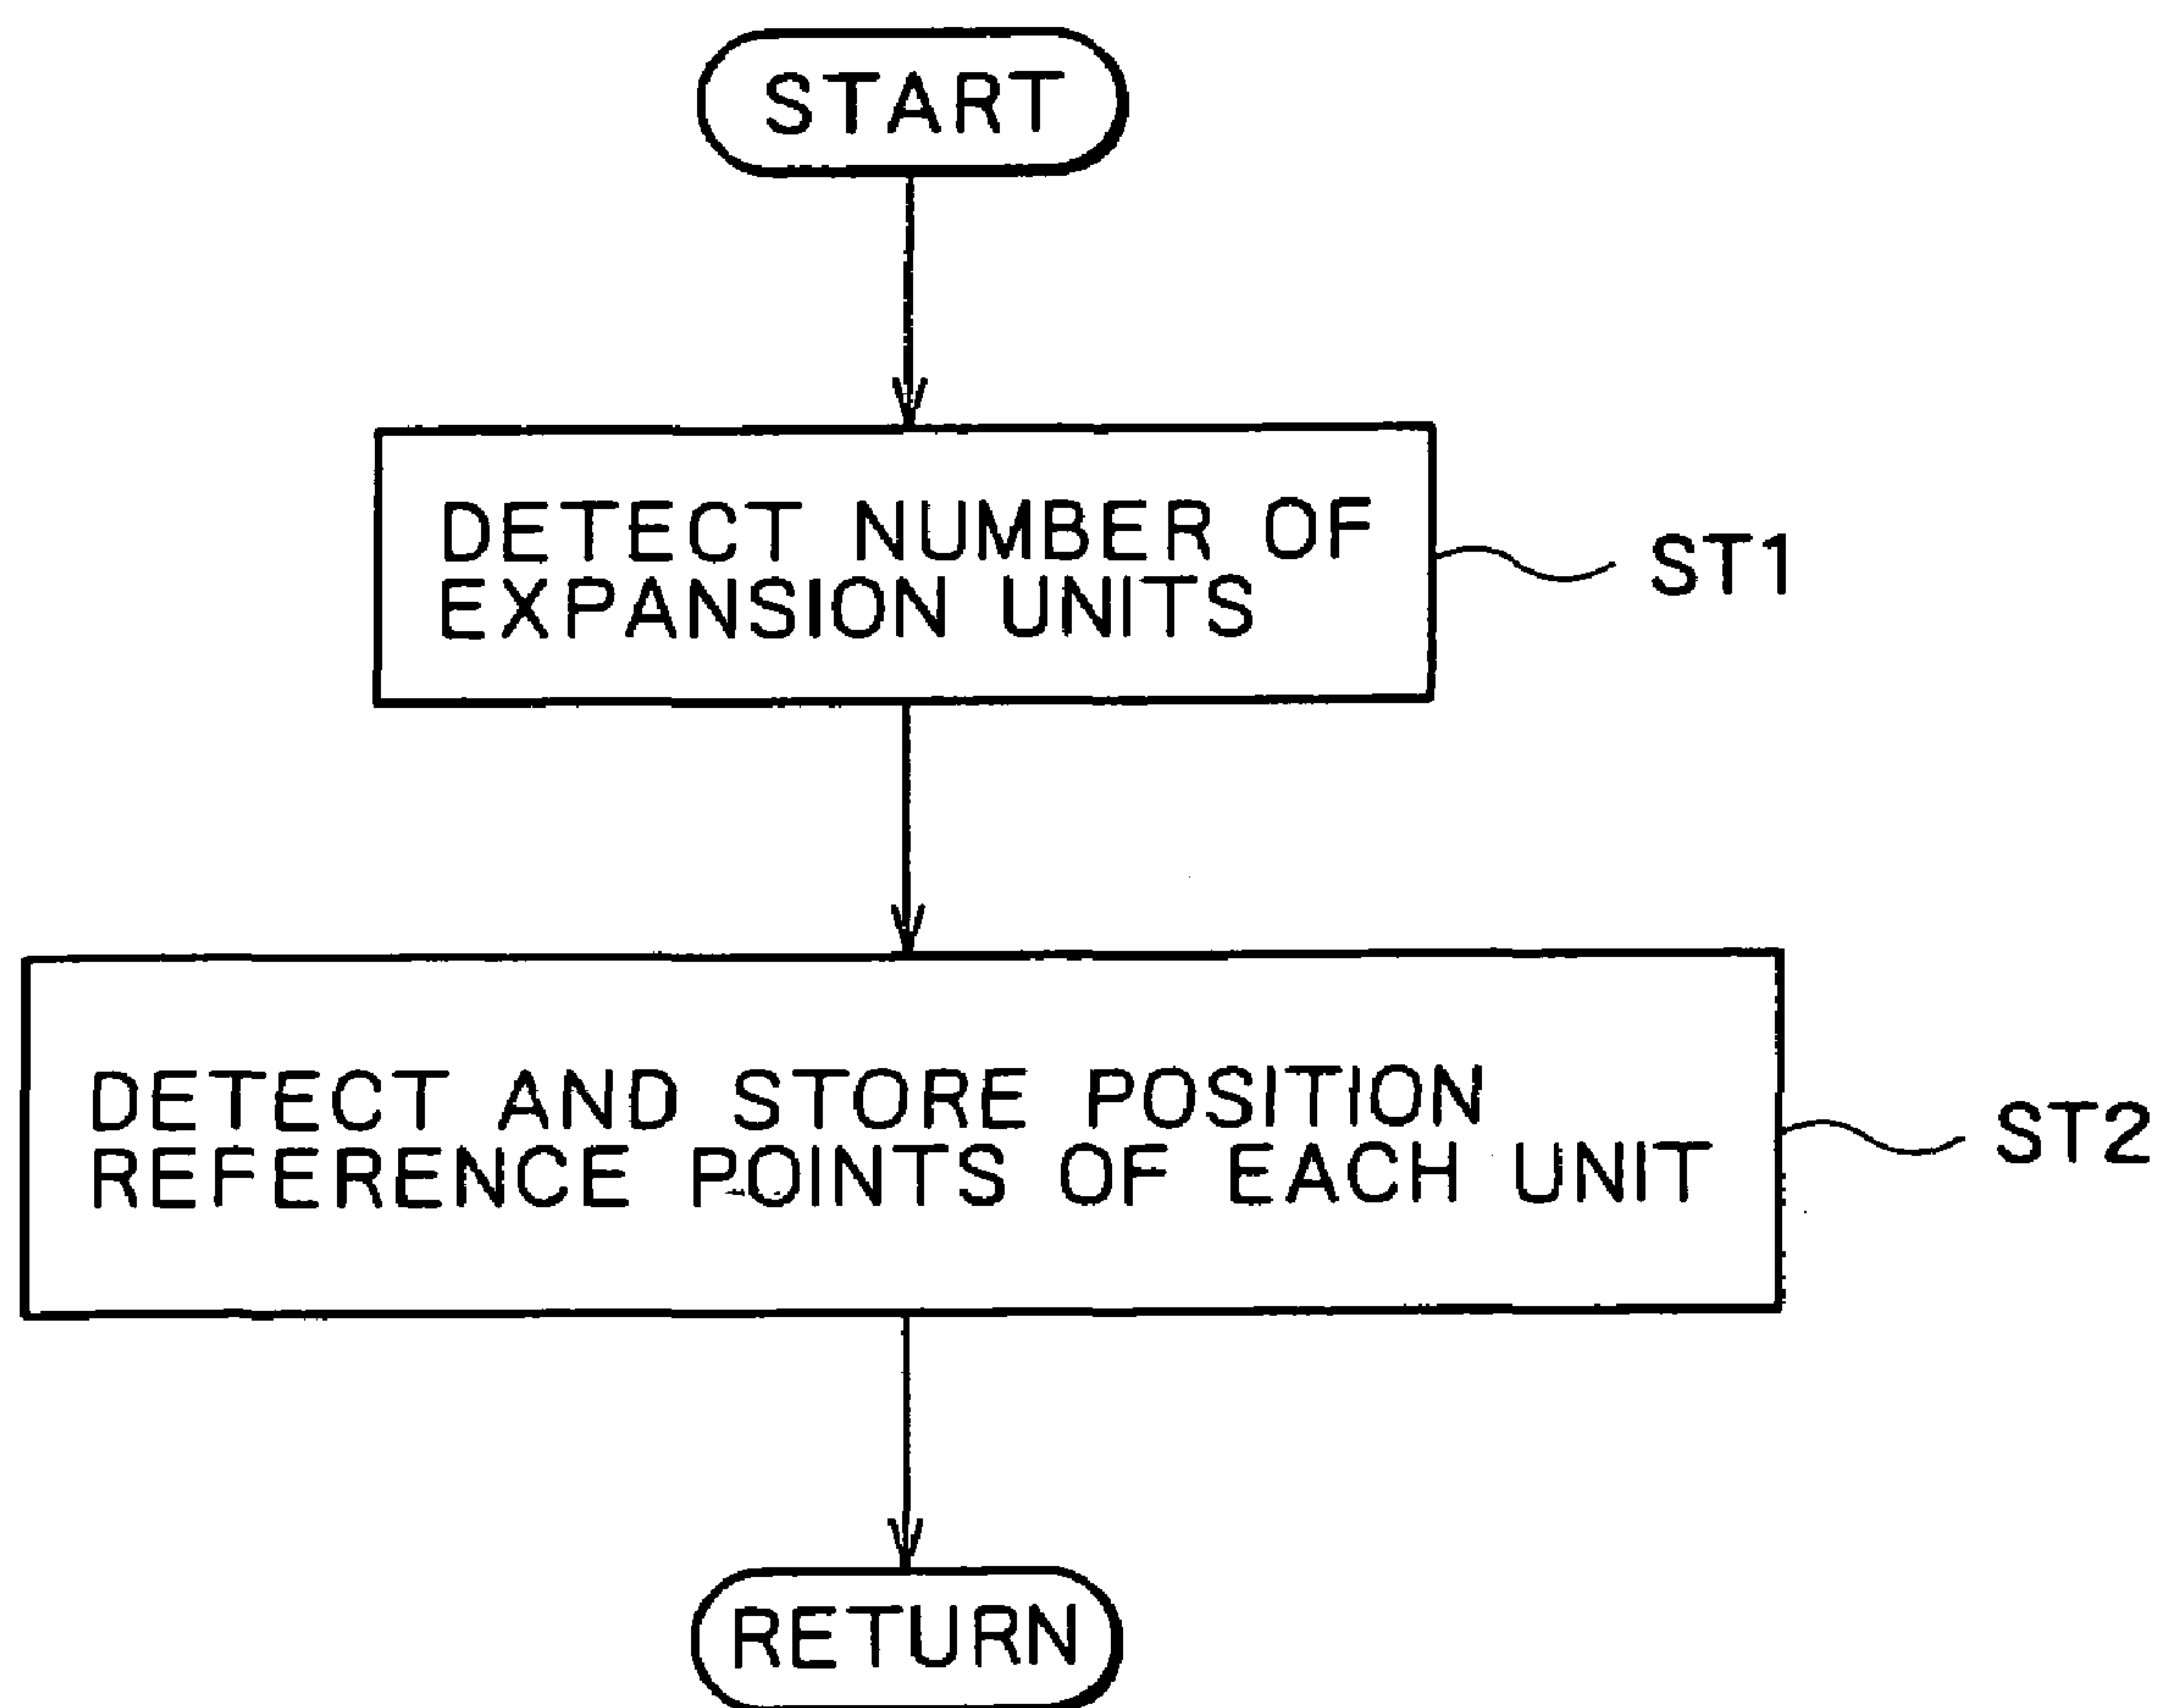 START
DETECT NUMBER OF
EXPANSION UNITS
ST1
DETECT AND STORE POSITION
REFERENCE POINTS OF EACH UNIT
ST2
RETURN